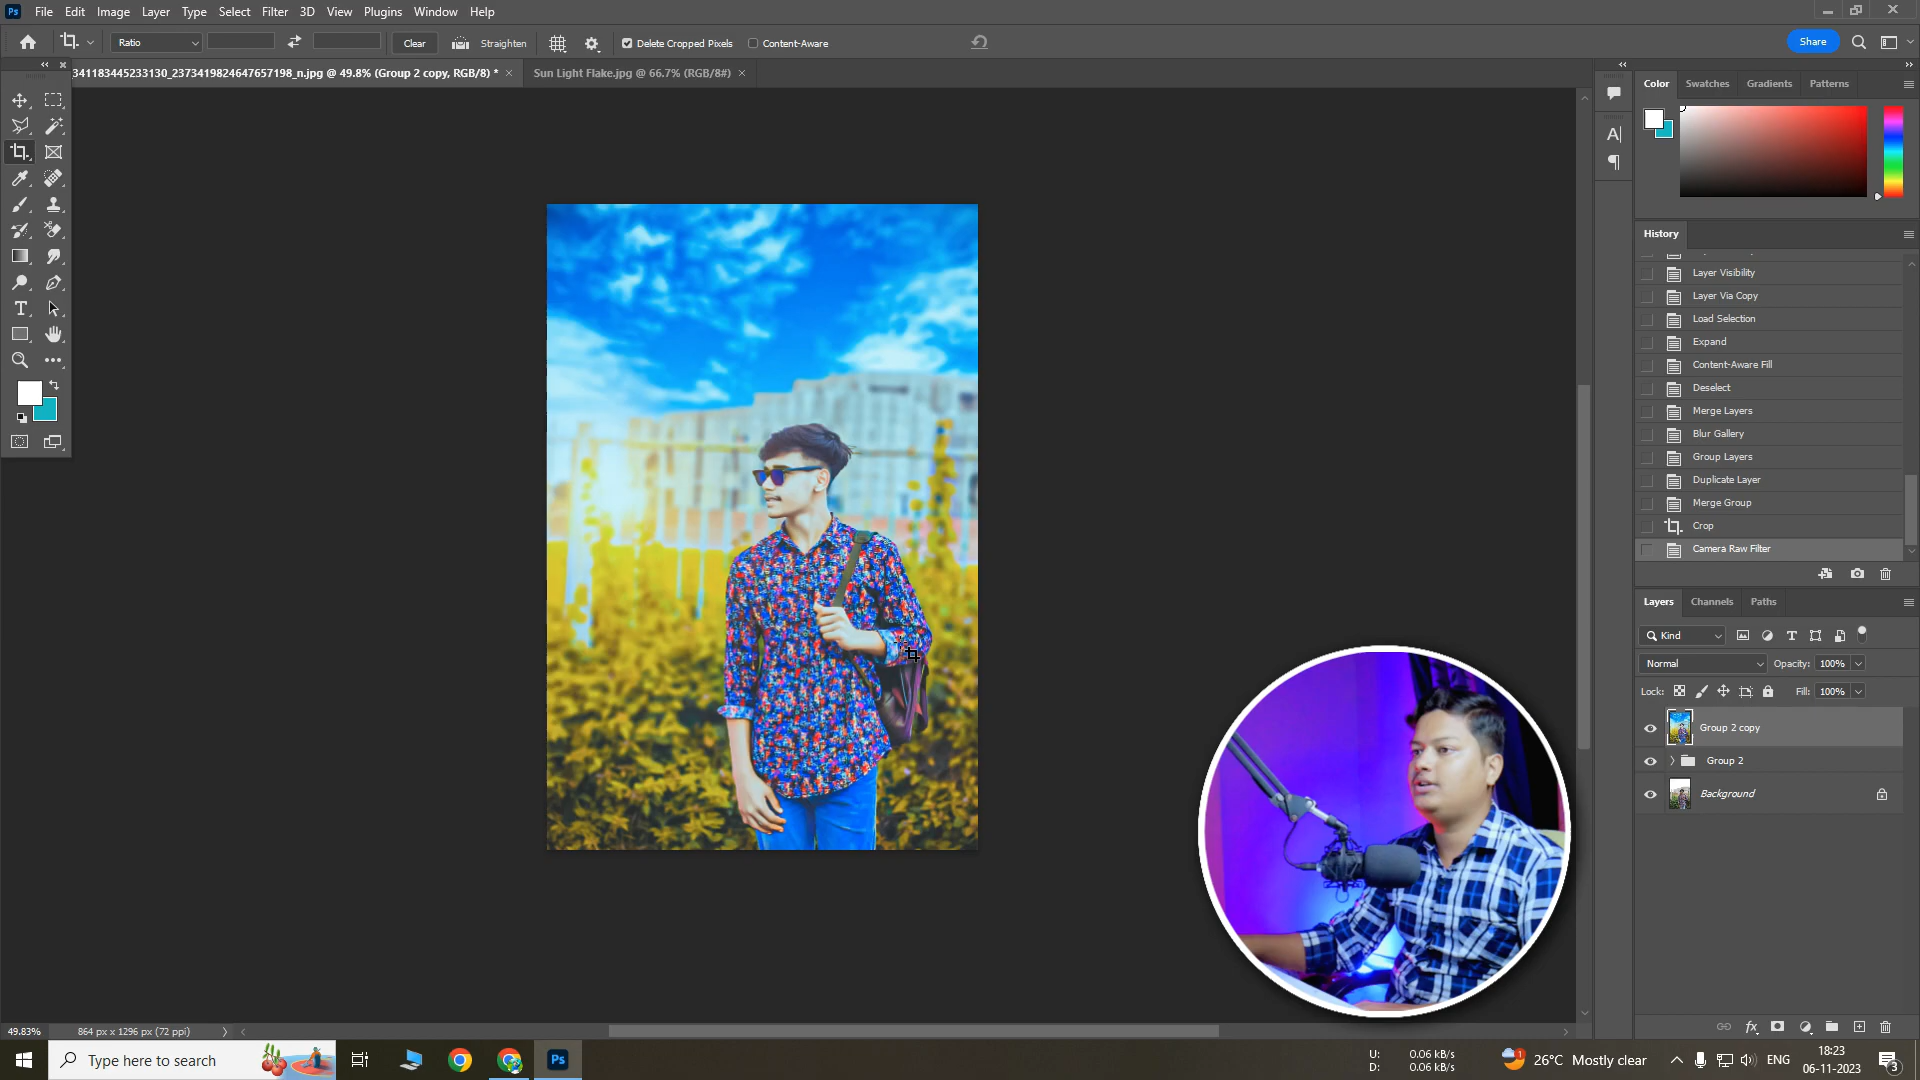 Ps File Edit Image Layer Type Select Filter 3D View Plugins Window Help
Ratio Clear Straighten Delete Cropped Pixels Content-Aware Share
341183445233130_2373419824647657198_n.jpg @ 49.8% (Group 2 copy, RGB/8) * × Sun Light Flake.jpg @ 66.7% (RGB/8#) ×
Color Swatches Gradients Patterns
History
Layer Visibility
Layer Via Copy
Load Selection
Expand
Content-Aware Fill
Deselect
Merge Layers
Blur Gallery
Group Layers
Duplicate Layer
Merge Group
Crop
Camera Raw Filter
Layers Channels Paths
Kind
Normal Opacity: 100%
Lock: Fill: 100%
Group 2 copy
Group 2
Background
49.83% 864 px x 1296 px (72 ppi)
Type here to search
Ps
U: 0.06 kB/s
D: 0.06 kB/s
1
26°C Mostly clear
ENG
18:23
06-11-2023
3